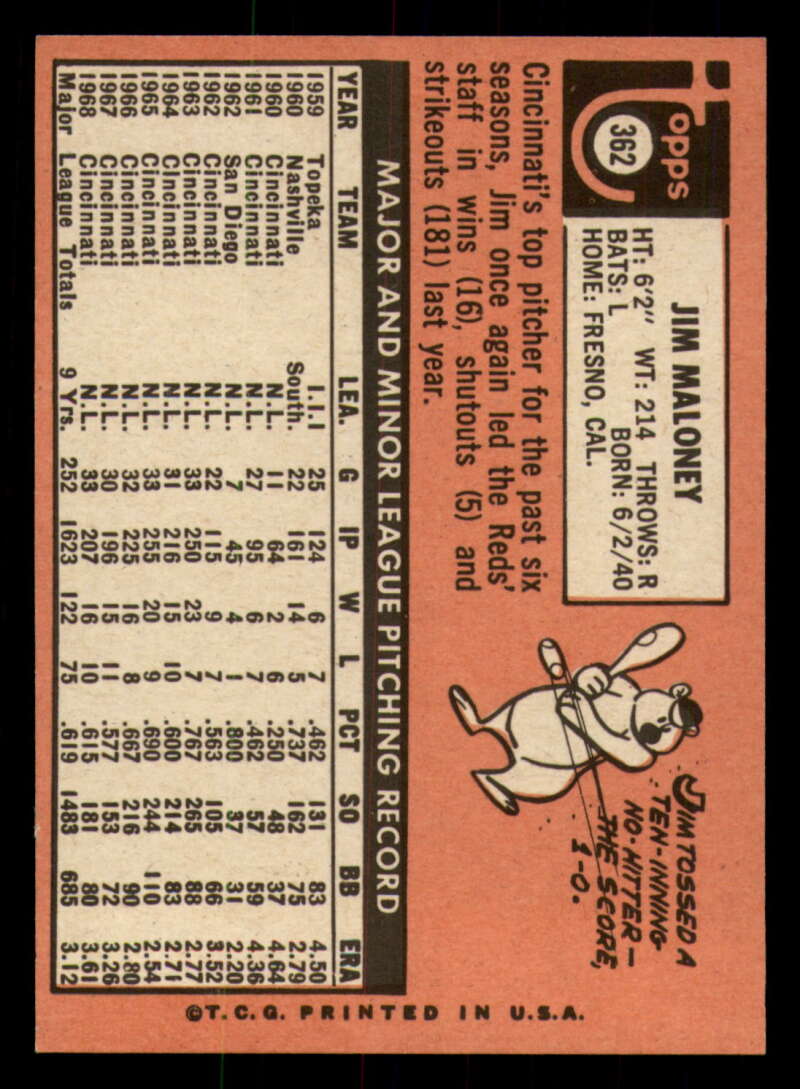 Topps
362
JIM MALONEY
HT: 6'2" WT: 214 THROWS: R
BATS: L BORN: 6/2/40
HOME: FRESNO, CAL.
Cincinnati's top pitcher for the past six
seasons, Jim once again led the Reds'
staff in wins (16), shutouts (5) and
strikeouts (181) last year.
JIM TOSSED A
TEN-INNING
NO-HITTER—
THE SCORE,
1-0.
MAJOR AND MINOR LEAGUE PITCHING RECORD
YEAR TEAM LEA. G IP W L PCT SO BB ERA
1959 Topeka I.I.I 25 124 6 7 .462 131 83 4.50
1960 Nashville South. 22 161 14 5 .737 162 75 2.79
1960 Cincinnati N.L. 11 64 2 6 .250 48 37 4.64
1961 Cincinnati N.L. 27 95 6 7 .462 57 59 4.36
1962 San Diego 7 45 4 1 .800 37 31 2.20
1962 Cincinnati N.L. 22 115 9 7 .563 105 66 3.52
1963 Cincinnati N.L. 33 250 23 7 .767 265 88 2.77
1964 Cincinnati N.L. 31 216 15 10 .600 214 83 2.71
1965 Cincinnati N.L. 33 255 20 9 .690 244 110 2.54
1966 Cincinnati N.L. 32 225 16 8 .667 216 90 2.80
1967 Cincinnati N.L. 30 196 15 11 .577 153 72 3.26
1968 Cincinnati N.L. 33 207 16 10 .615 181 80 3.61
Major League Totals 9 Yrs. 252 1623 122 75 .619 1483 685 3.12
©T.C.G. PRINTED IN U.S.A.